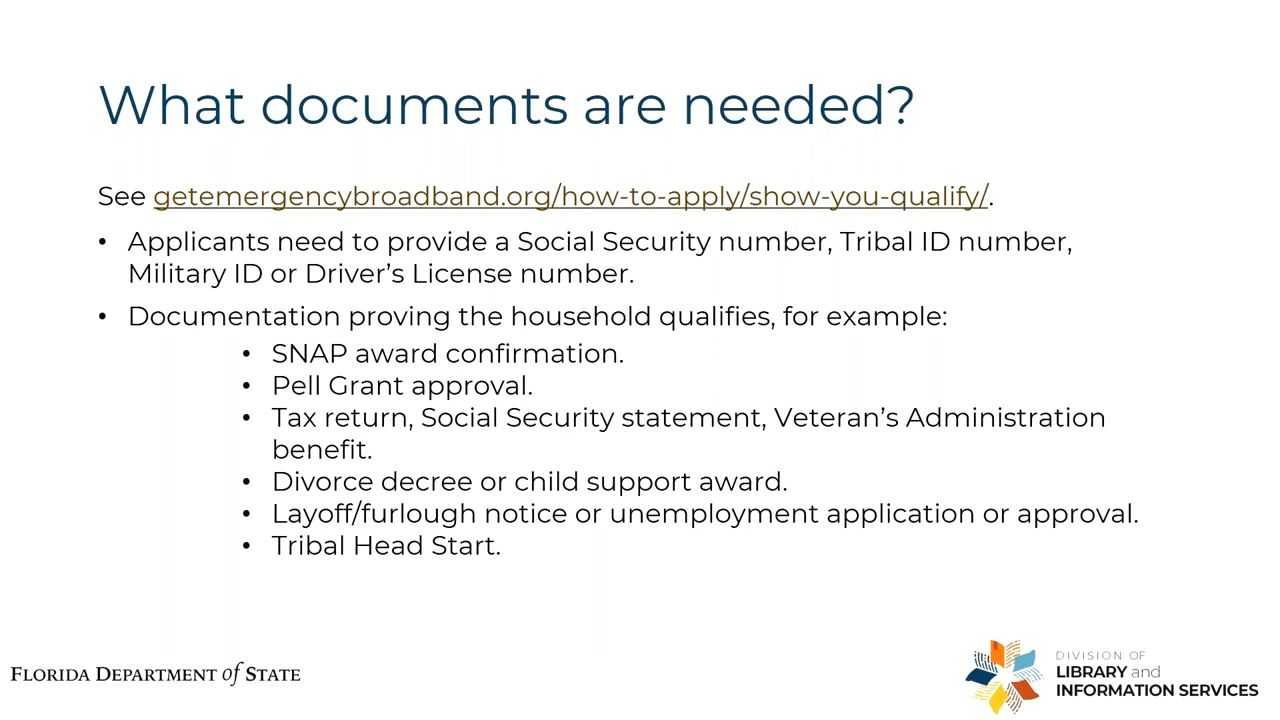 What documents are needed?
See getemergencybroadband.org/how-to-apply/show-you-qualify/.
• Applicants need to provide a Social Security number, Tribal ID number,
Military ID or Driver’s License number.
• Documentation proving the household qualifies, for example:
• SNAP award confirmation.
• Pell Grant approval.
• Tax return, Social Security statement, Veteran’s Administration
benefit.
• Divorce decree or child support award.
• Layoff/furlough notice or unemployment application or approval.
• Tribal Head Start.
FLORIDA DEPARTMENT of STATE
DIVISION OF
LIBRARY and
INFORMATION SERVICES